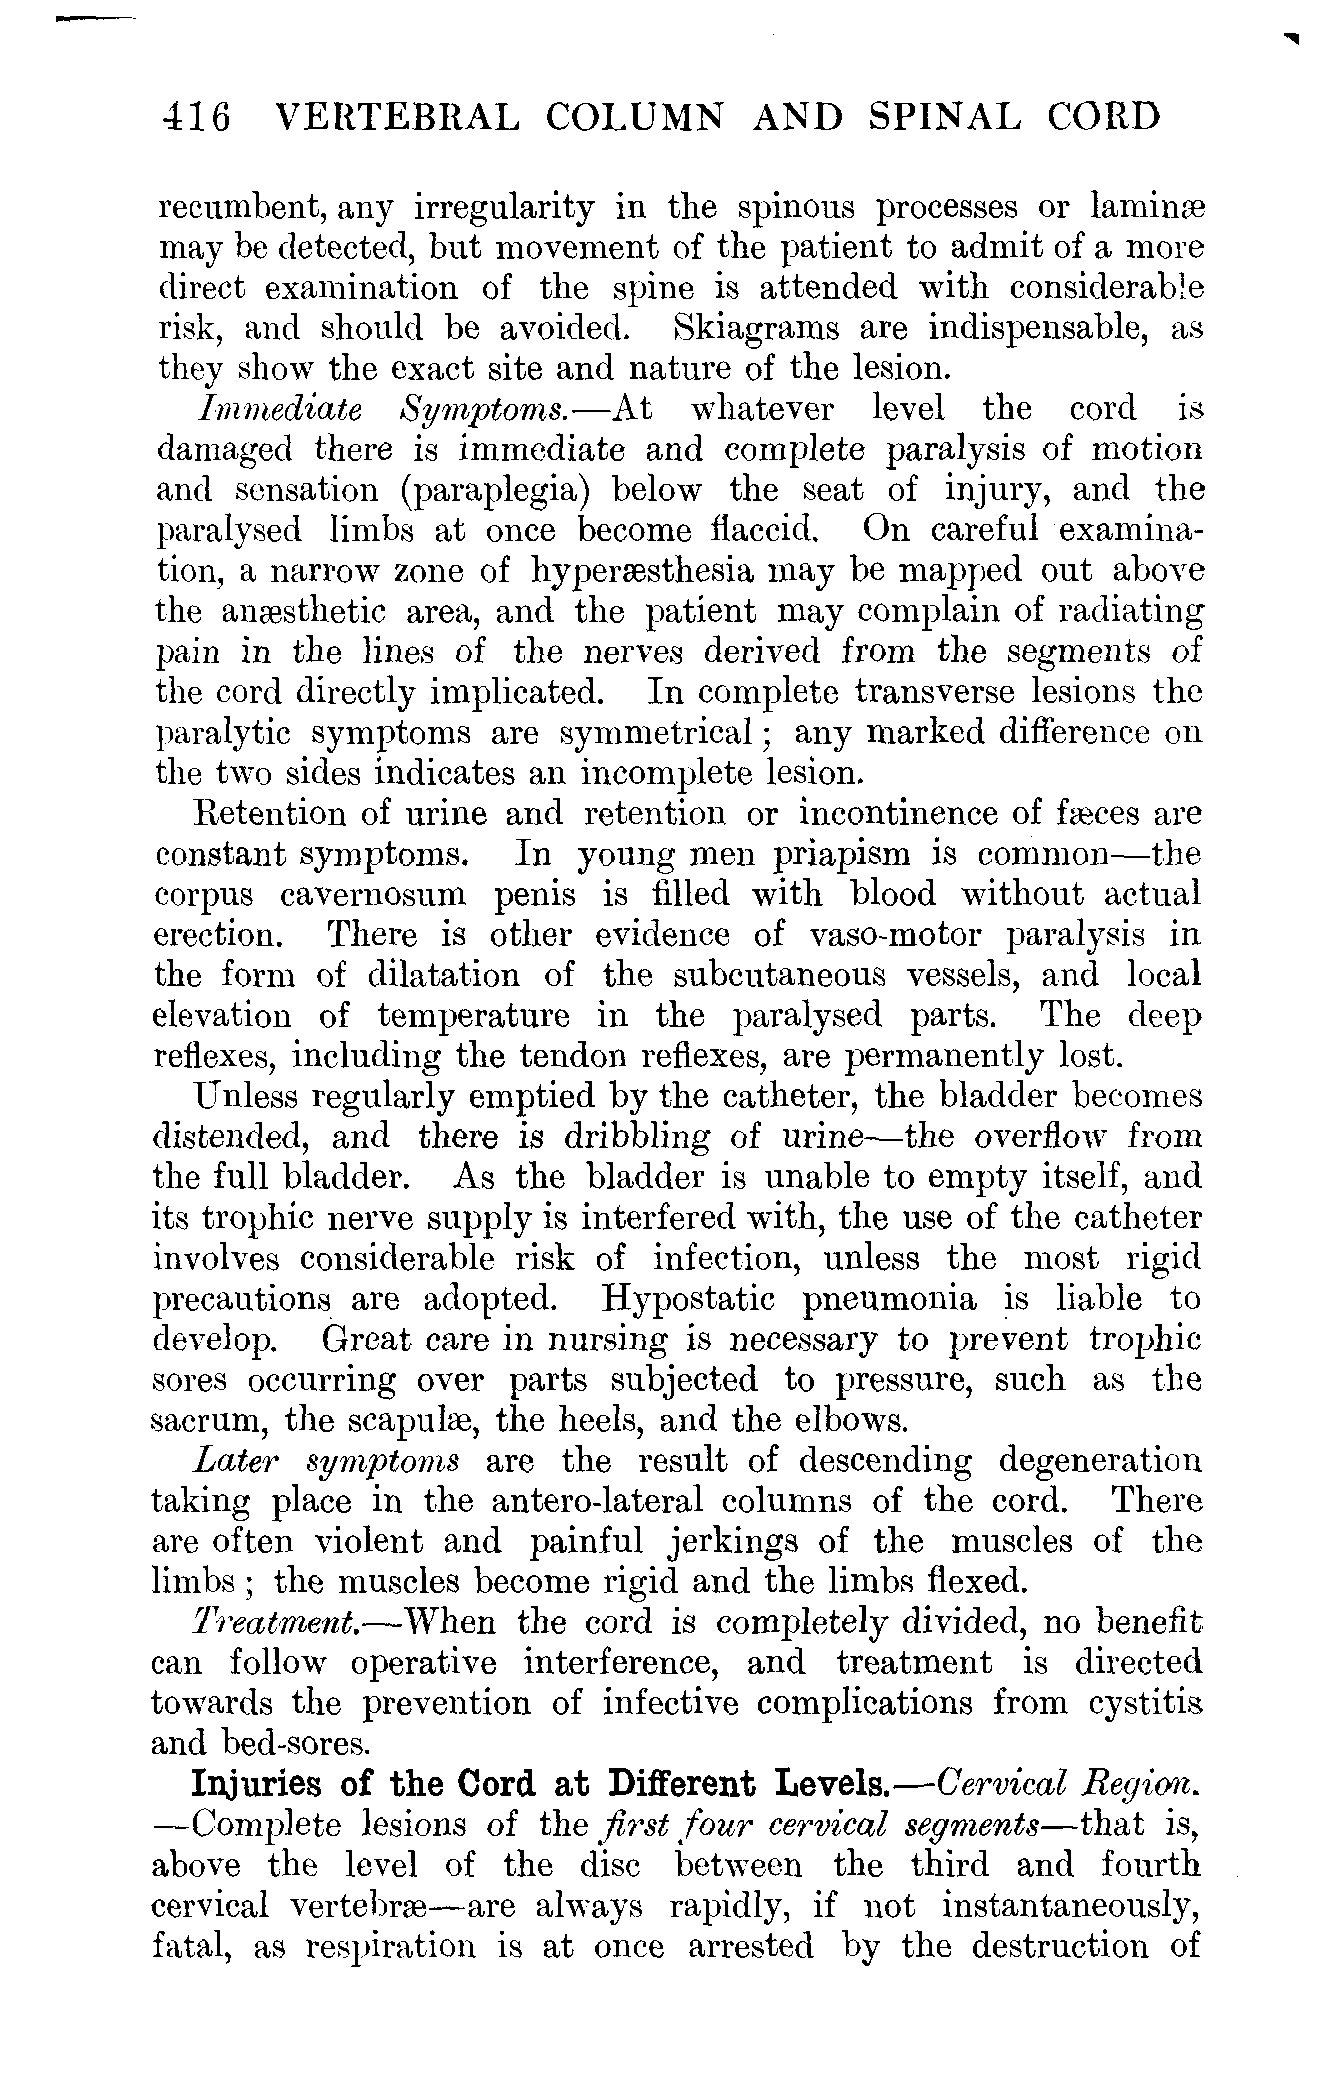 416 VERTEBRAL COLUMN AND SPINAL CORD
recumbent, any irregularity in the spinous processes or laminæ
may be detected, but movement of the patient to admit of a more
direct examination of the spine is attended with considerable
risk, and should be avoided. Skiagrams are indispensable, as
they show the exact site and nature of the lesion.
Immediate Symptoms.—At whatever level the cord is
damaged there is immediate and complete paralysis of motion
and sensation (paraplegia) below the seat of injury, and the
paralysed limbs at once become flaccid. On careful examina-
tion, a narrow zone of hyperæsthesia may be mapped out above
the anæsthetic area, and the patient may complain of radiating
pain in the lines of the nerves derived from the segments of
the cord directly implicated. In complete transverse lesions the
paralytic symptoms are symmetrical; any marked difference on
the two sides indicates an incomplete lesion.
Retention of urine and retention or incontinence of fæces are
constant symptoms. In young men priapism is common—the
corpus cavernosum penis is filled with blood without actual
erection. There is other evidence of vaso-motor paralysis in
the form of dilatation of the subcutaneous vessels, and local
elevation of temperature in the paralysed parts. The deep
reflexes, including the tendon reflexes, are permanently lost.
Unless regularly emptied by the catheter, the bladder becomes
distended, and there is dribbling of urine—the overflow from
the full bladder. As the bladder is unable to empty itself, and
its trophic nerve supply is interfered with, the use of the catheter
involves considerable risk of infection, unless the most rigid
precautions are adopted. Hypostatic pneumonia is liable to
develop. Great care in nursing is necessary to prevent trophic
sores occurring over parts subjected to pressure, such as the
sacrum, the scapulæ, the heels, and the elbows.
Later symptoms are the result of descending degeneration
taking place in the antero-lateral columns of the cord. There
are often violent and painful jerkings of the muscles of the
limbs; the muscles become rigid and the limbs flexed.
Treatment.—When the cord is completely divided, no benefit
can follow operative interference, and treatment is directed
towards the prevention of infective complications from cystitis
and bed-sores.
Injuries of the Cord at Different Levels.—Cervical Region.
—Complete lesions of the first four cervical segments—that is,
above the level of the disc between the third and fourth
cervical vertebræ—are always rapidly, if not instantaneously,
fatal, as respiration is at once arrested by the destruction of